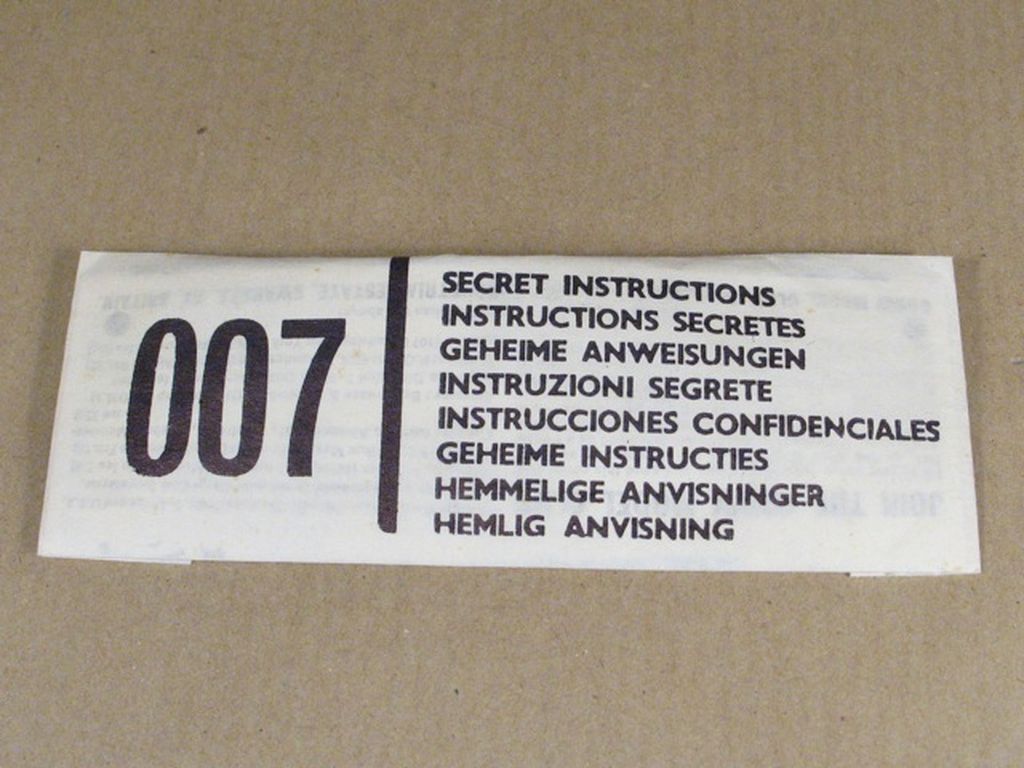 007
SECRET INSTRUCTIONS
INSTRUCTIONS SECRETES
GEHEIME ANWEISUNGEN
INSTRUZIONI SEGRETE
INSTRUCCIONES CONFIDENCIALES
GEHEIME INSTRUCTIES
HEMMELIGE ANVISNINGER
HEMLIG ANVISNING